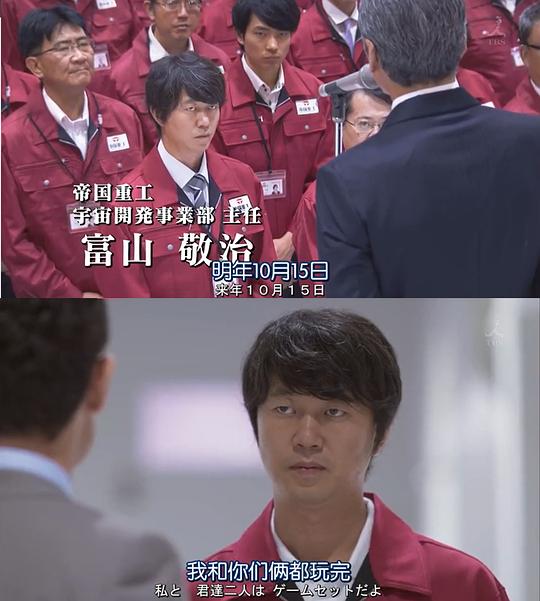 TBS
帝国重工
宇宙開発事業部 主任
富山 敬治
明年10月15日
来年１０月１５日
TBS
我和你们俩都玩完
私と 君達二人は ゲームセットだよ